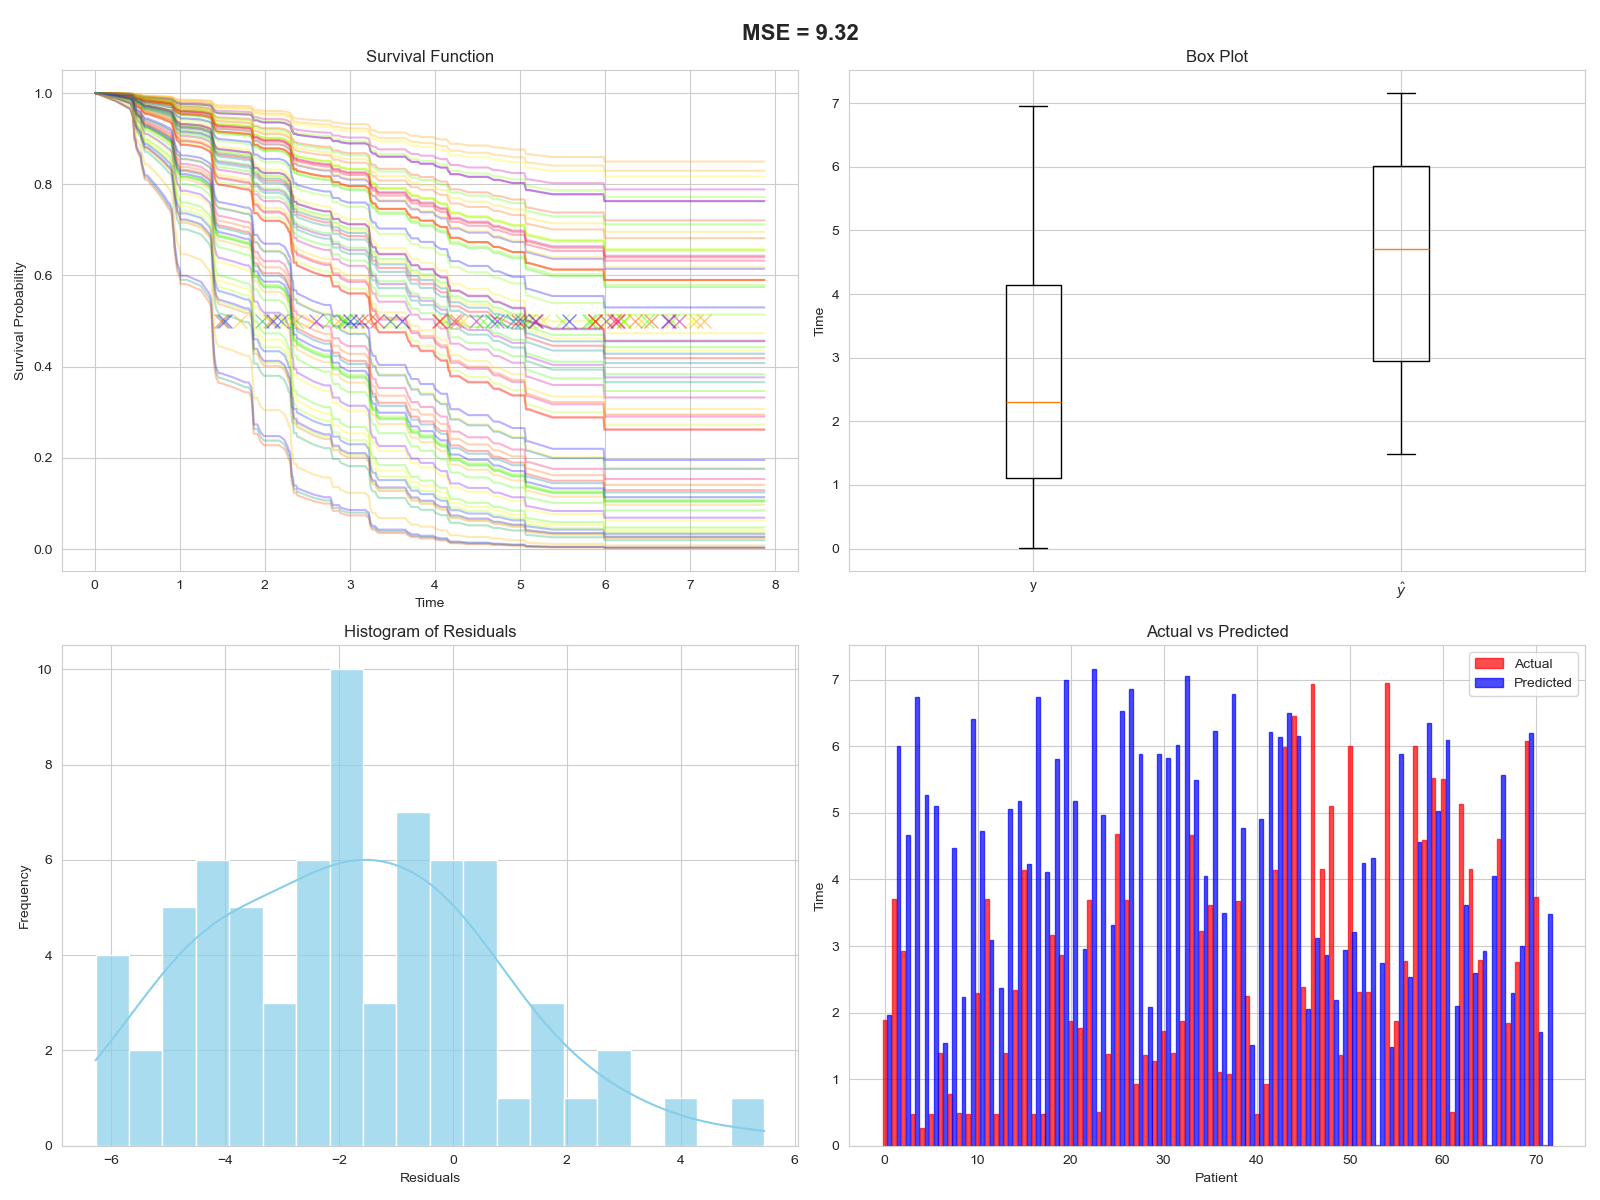 MSE = 9.32
Survival Function
Survival Probability
1.0
0.8
0.6
0.4
0.2
0.0
0 1 2 3 4 5 6 7 8
Time
Box Plot
Time
7
6
5
4
3
2
1
0
y ŷ
Histogram of Residuals
Frequency
10
8
6
4
2
0
−6 −4 −2 0 2 4 6
Residuals
Actual vs Predicted
Actual
Predicted
Time
7
6
5
4
3
2
1
0
0 10 20 30 40 50 60 70
Patient